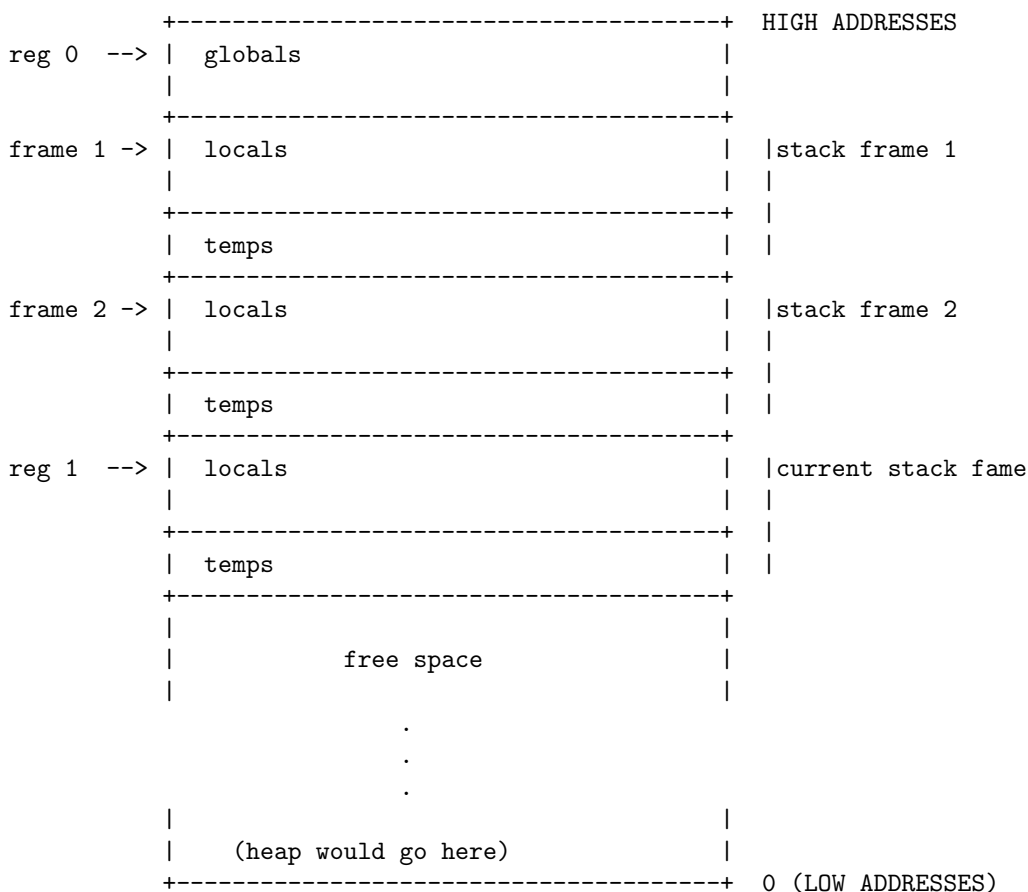 +---------------------------------------+  HIGH ADDRESSES
reg 0  --> |  globals                              |
           |                                       |
           +---------------------------------------+
frame 1 -> |  locals                               |  |stack frame 1
           |                                       |  |
           +---------------------------------------+  |
           |  temps                                |  |
           +---------------------------------------+
frame 2 -> |  locals                               |  |stack frame 2
           |                                       |  |
           +---------------------------------------+  |
           |  temps                                |  |
           +---------------------------------------+
reg 1  --> |  locals                               |  |current stack fame
           |                                       |  |
           +---------------------------------------+  |
           |  temps                                |  |
           +---------------------------------------+
           |                                       |
           |            free space                 |
           |                                       |
                            .
                            .
                            .
           |                                       |
           |    (heap would go here)               |
           +---------------------------------------+  0 (LOW ADDRESSES)